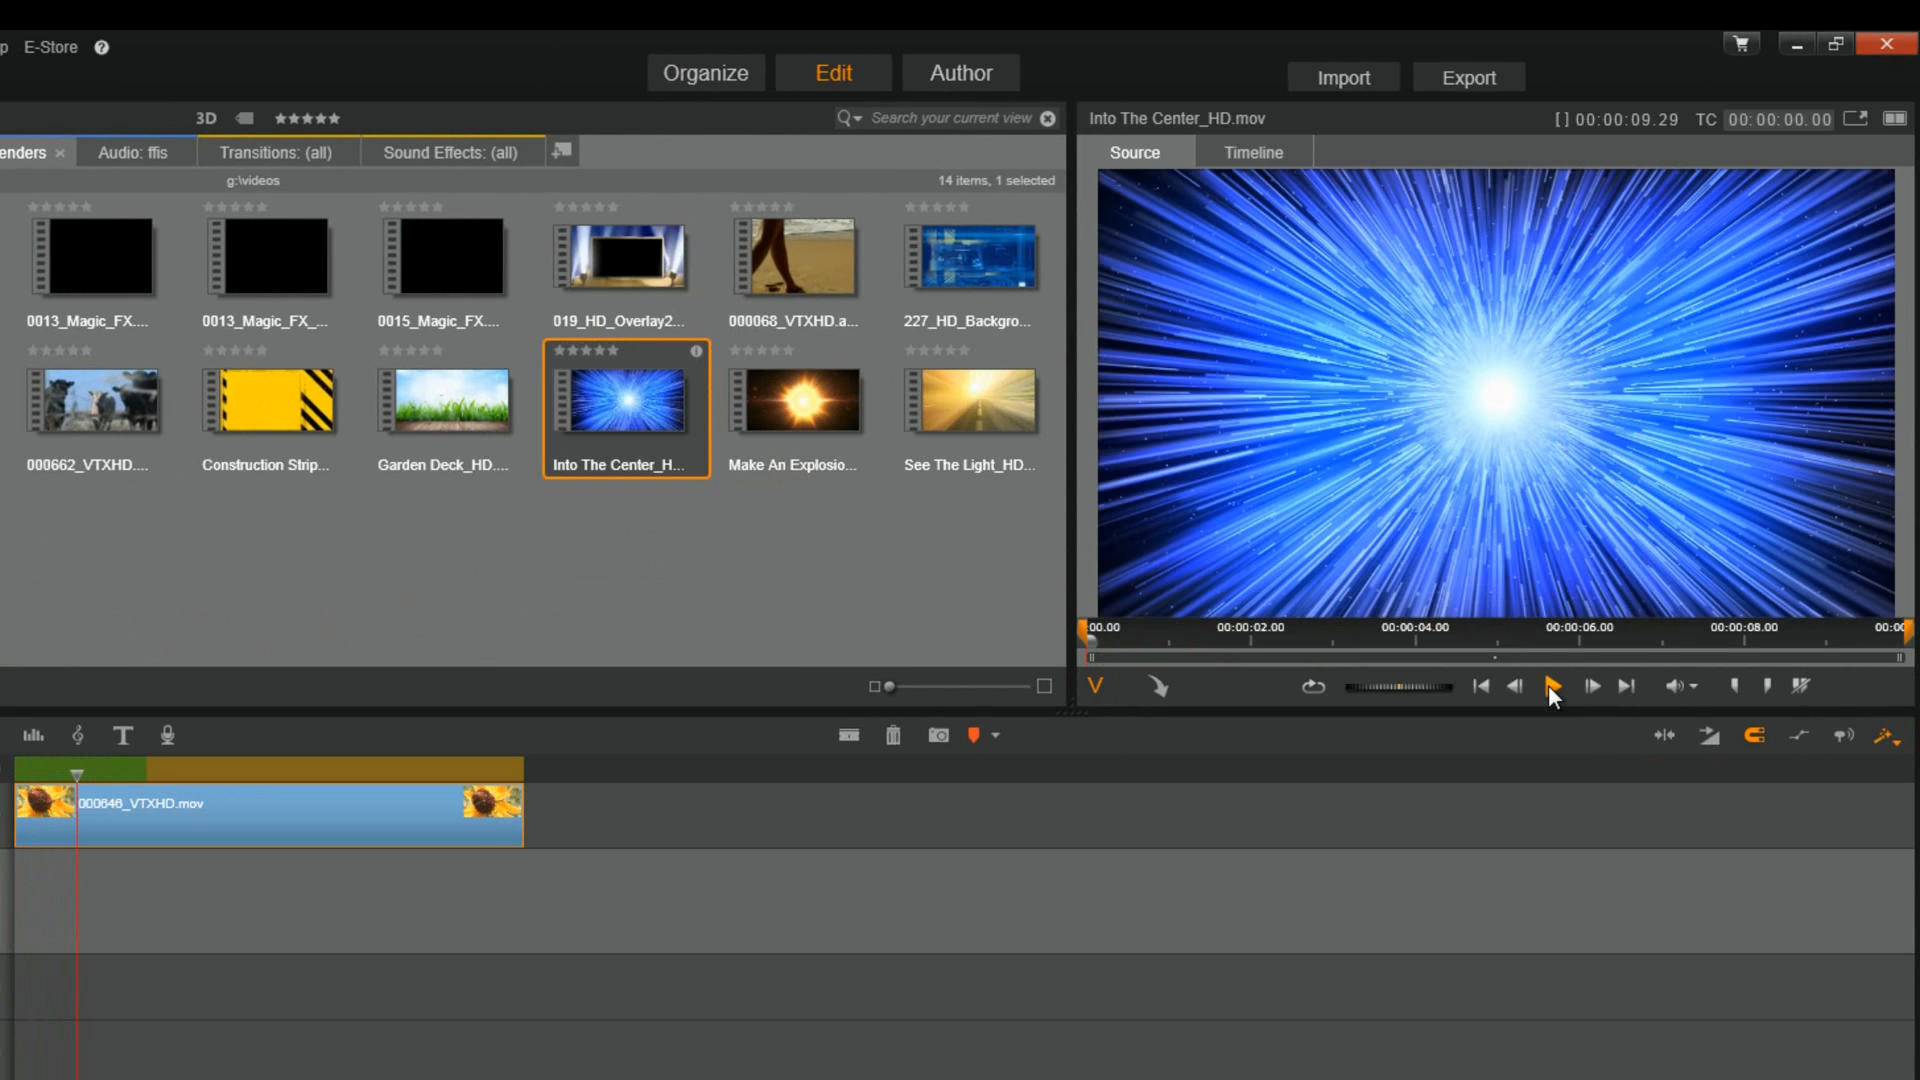 p E-Store ?
Organize Edit Author
Import Export
3D
Search your current view
Into The Center_HD.mov
[ ] 00:00:09.29 TC 00:00:00.00
enders × Audio: ffis Transitions: (all) Sound Effects: (all)
Source Timeline
g:\videos
14 items, 1 selected
0013_Magic_FX.... 0013_Magic_FX_... 0015_Magic_FX.... 019_HD_Overlay2... 000068_VTXHD.a... 227_HD_Backgro...
000662_VTXHD.... Construction Strip... Garden Deck_HD.... Into The Center_H... Make An Explosio... See The Light_HD...
:00.00 00:00:02.00 00:00:04.00 00:00:06.00 00:00:08.00 00:00
V
T
000646_VTXHD.mov